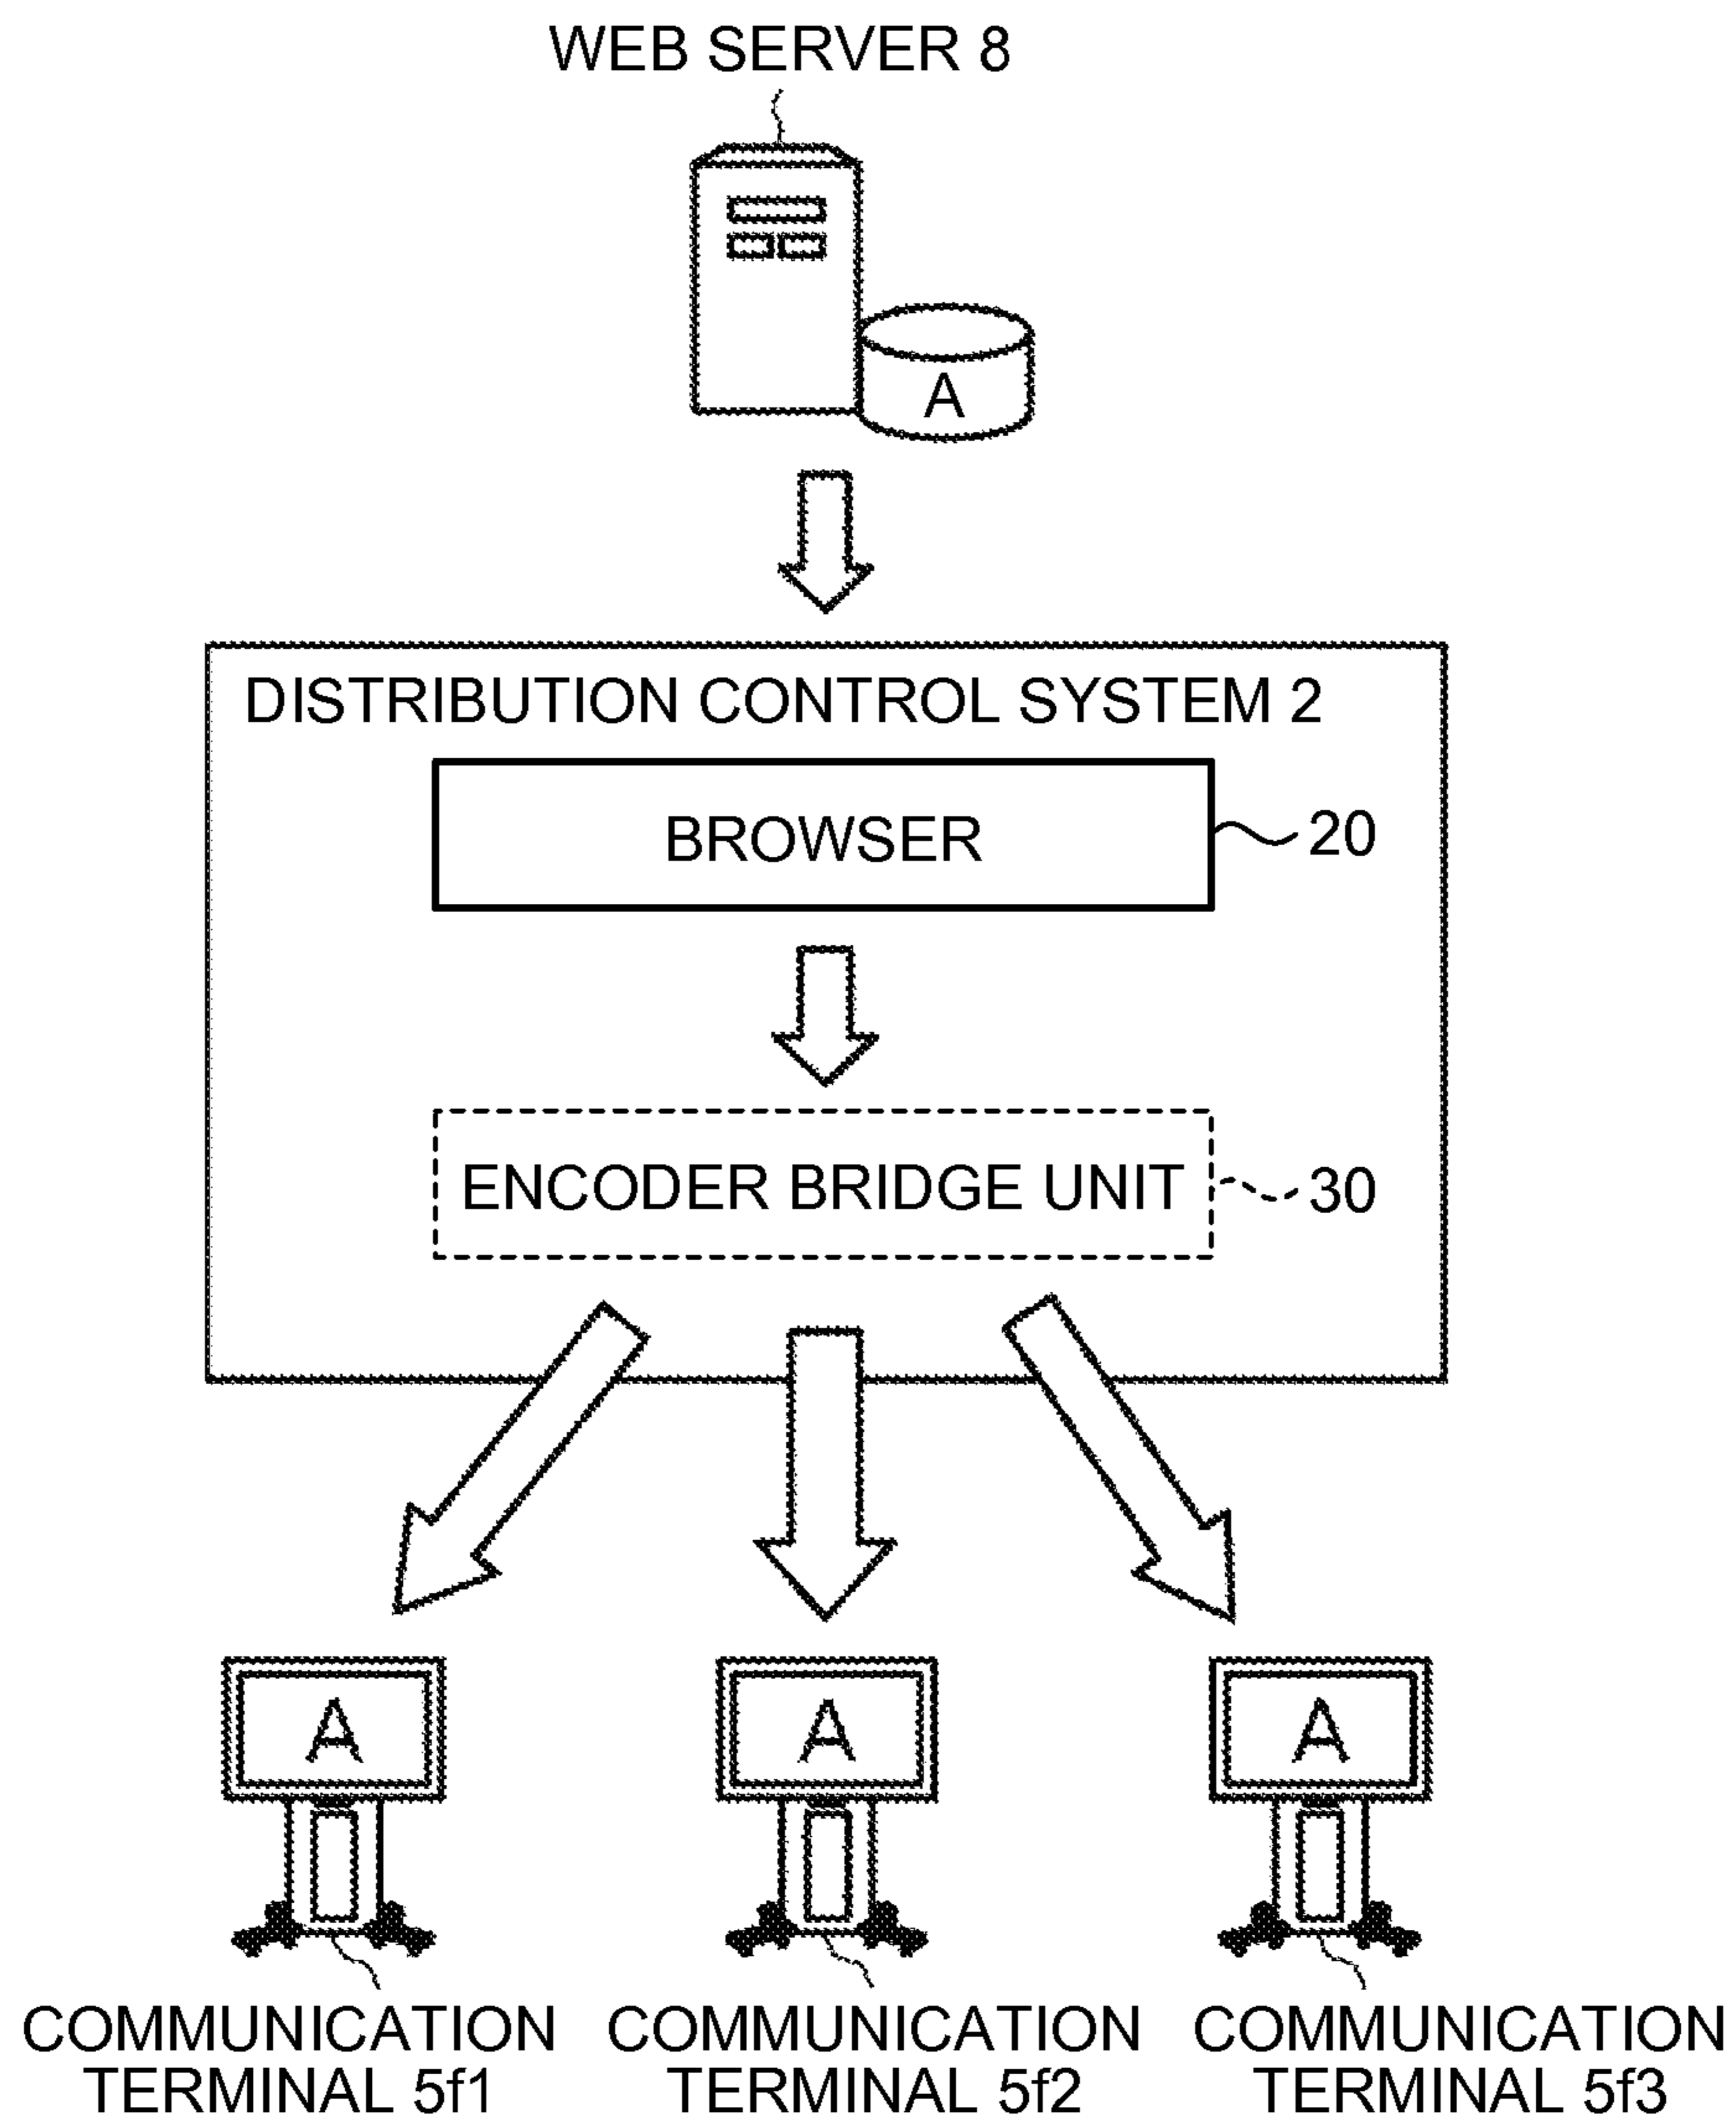 WEB SERVER 8
A
DISTRIBUTION CONTROL SYSTEM 2
BROWSER
20
ENCODER BRIDGE UNIT
30
A
A
A
COMMUNICATION
TERMINAL 5f1
COMMUNICATION
TERMINAL 5f2
COMMUNICATION
TERMINAL 5f3